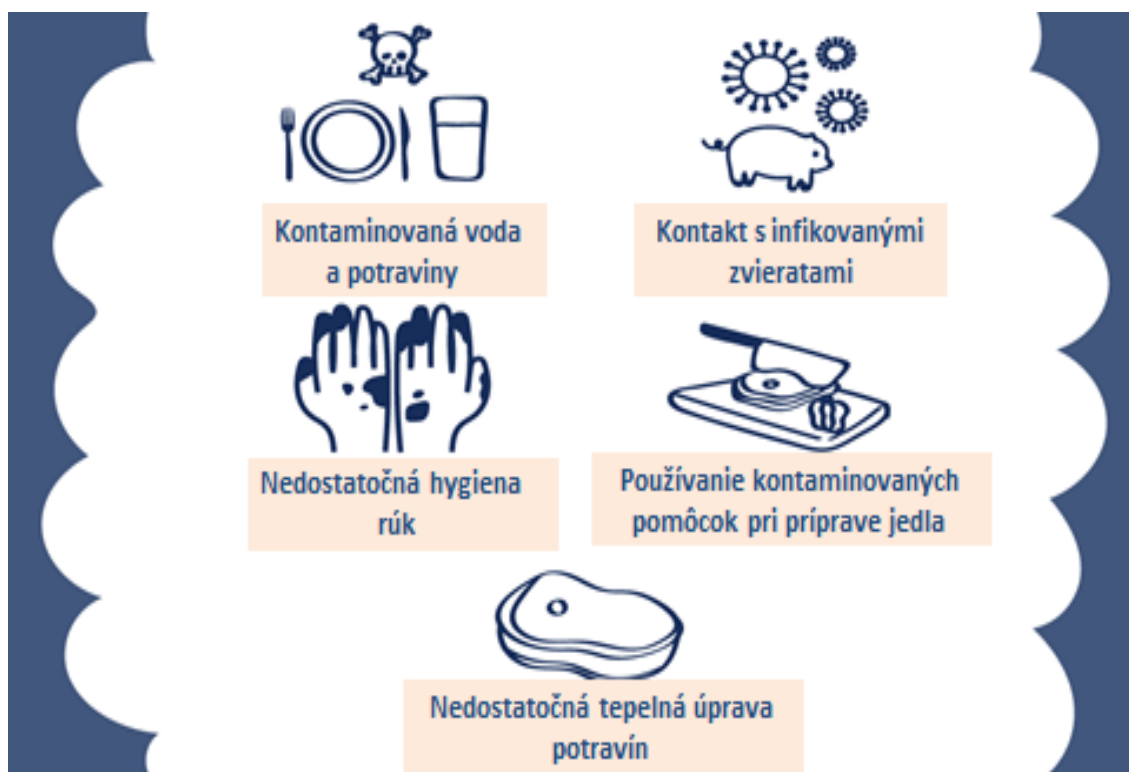 Kontaminovaná voda
a potraviny
Kontakt s infikovanými
zvieratami
Nedostatočná hygiena
rúk
Používanie kontaminovaných
pomôcok pri príprave jedla
Nedostatočná tepelná úprava
potravín